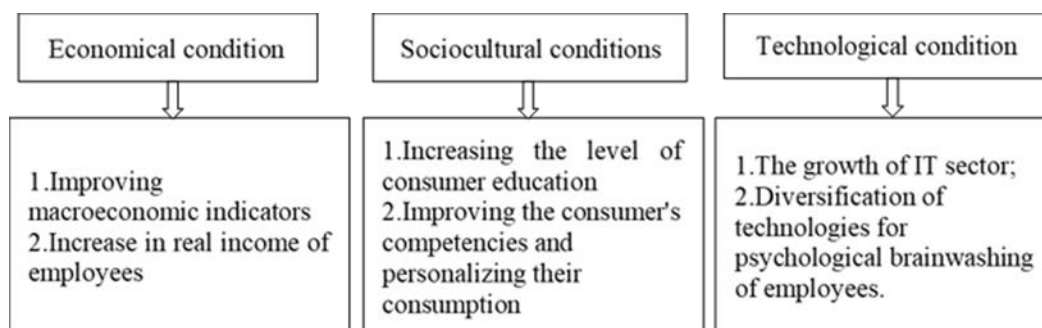 Economical condition
1.Improving
macroeconomic indicators
2.Increase in real income of
employees
Sociocultural conditions
1.Increasing the level of
consumer education
2.Improving the consumer's
competencies and
personalizing their
consumption
Technological condition
1.The growth of IT sector;
2.Diversification of
technologies for
psychological brainwashing
of employees.